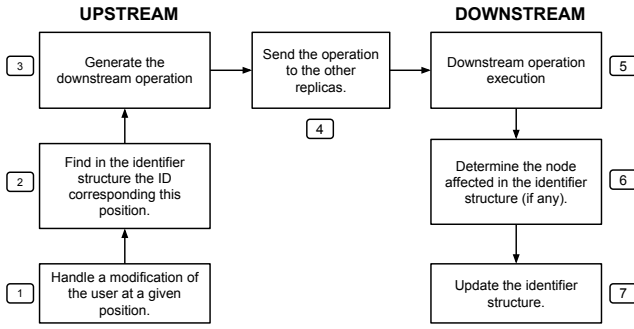 UPSTREAM
DOWNSTREAM
3
Generate the
downstream operation
Send the operation
to the other
replicas.
Downstream operation
execution
5
4
2
Find in the identifier
structure the ID
corresponding this
position.
Determine the node
affected in the identifier
structure (if any).
6
1
Handle a modification of
the user at a given
position.
Update the identifier
structure.
7